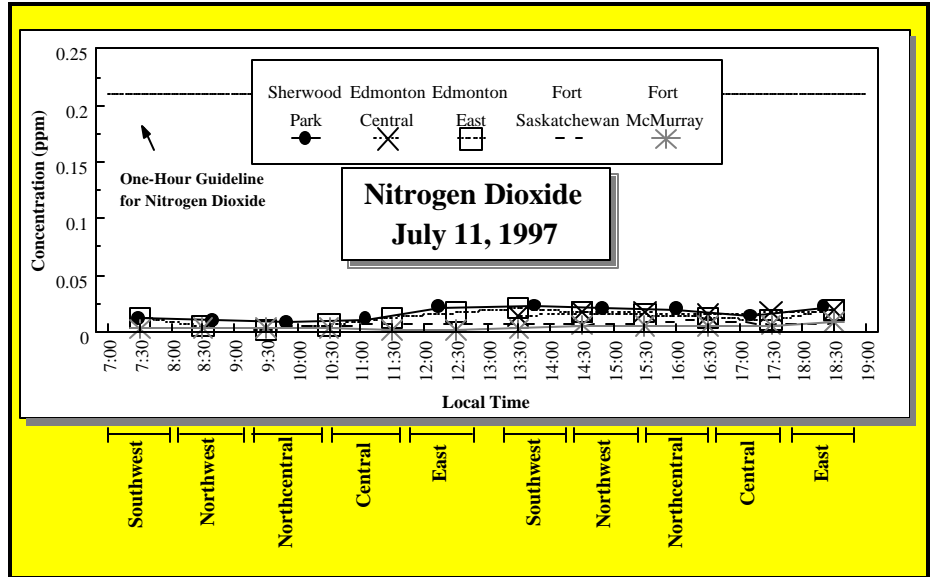 0.25
0.2
0.15
0.1
0.05
0
Concentration (ppm)
Sherwood Edmonton Edmonton Fort Fort
Park Central East Saskatchewan McMurray
One-Hour Guideline
for Nitrogen Dioxide
Nitrogen Dioxide
July 11, 1997
7:00 7:30 8:00 8:30 9:00 9:30 10:00 10:30 11:00 11:30 12:00 12:30 13:00 13:30 14:00 14:30 15:00 15:30 16:00 16:30 17:00 17:30 18:00 18:30 19:00
Local Time
Southwest Northwest Northcentral Central East Southwest Northwest Northcentral Central East